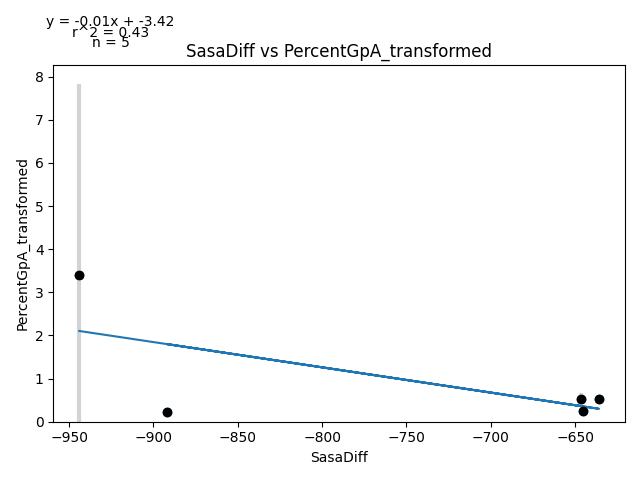 y = -0.01x + -3.42
r^2 = 0.43
n = 5
SasaDiff vs PercentGpA_transformed
8
7
6
5
4
3
2
1
0
PercentGpA_transformed
−950
−900
−850
−800
−750
−700
−650
SasaDiff